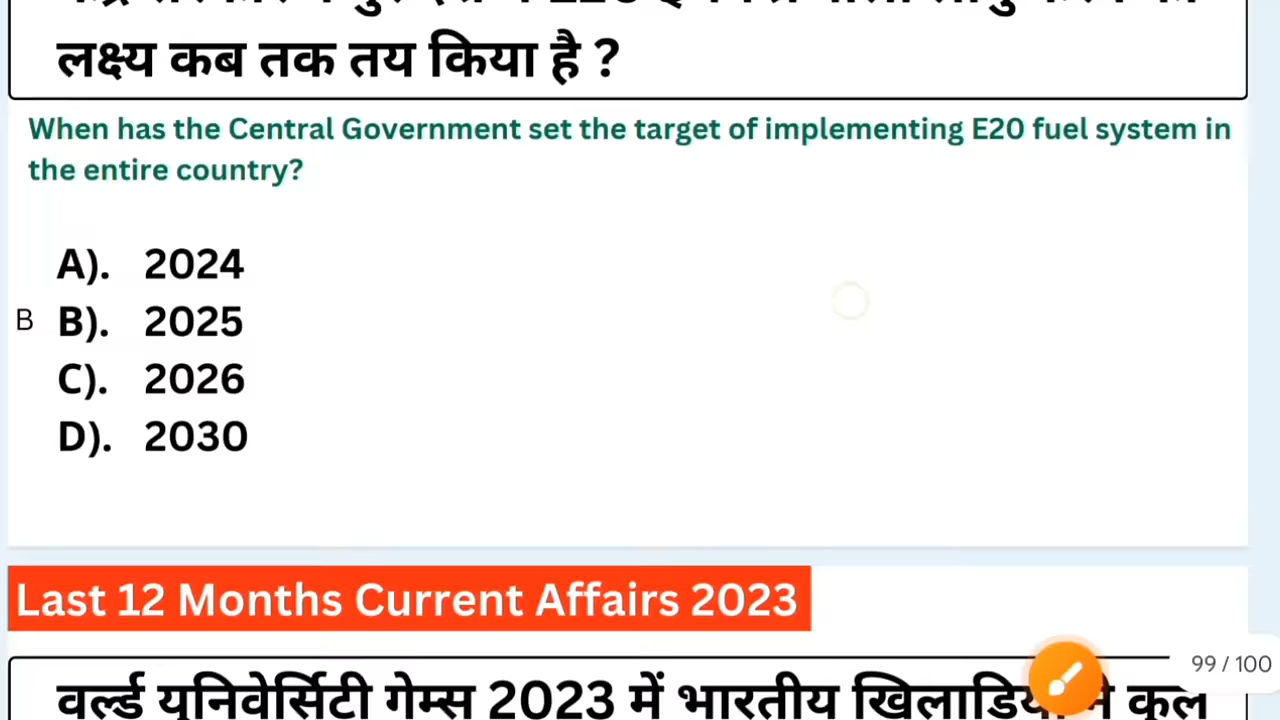 लक्ष्य कब तक तय किया है ?
When has the Central Government set the target of implementing E20 fuel system in
the entire country?
A). 2024
B B). 2025
C). 2026
D). 2030
Last 12 Months Current Affairs 2023
99 / 100
वर्ल्ड यूनिवेर्सिटी गेम्स 2023 में भारतीय ने कुल